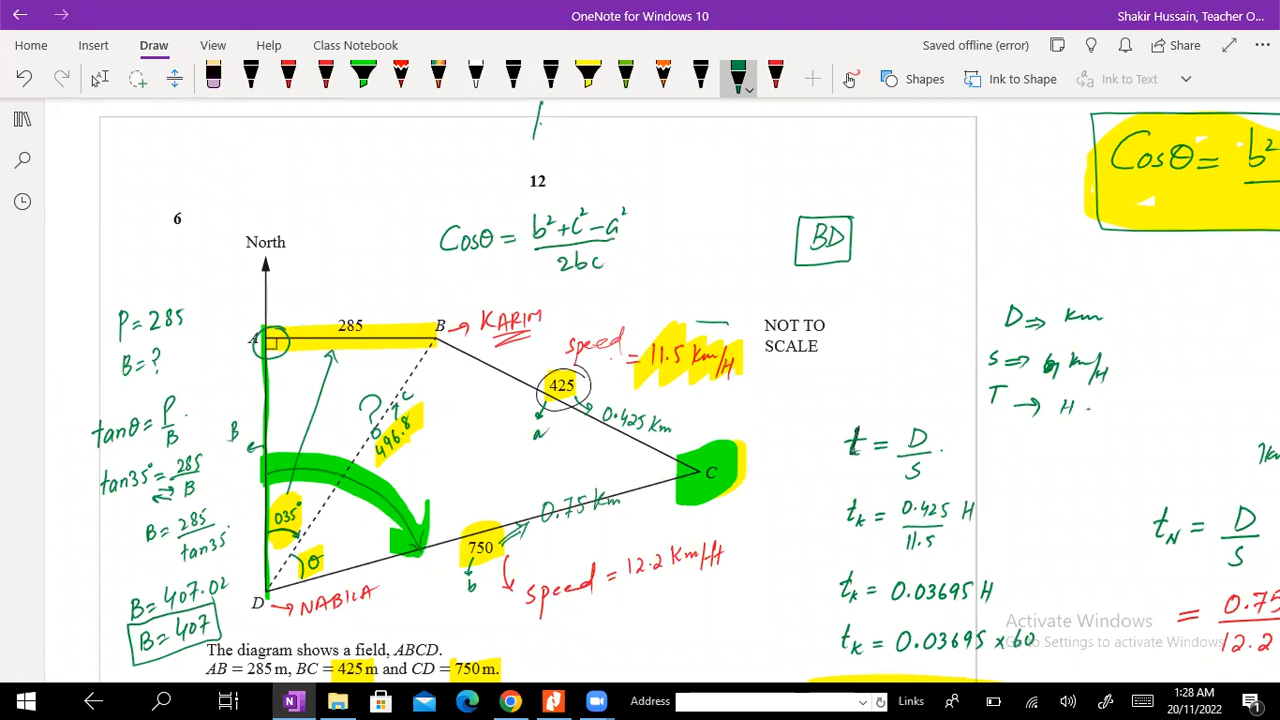 OneNote for Windows 10
Shakir Hussain, Teacher O...
Home Insert Draw View Help Class Notebook
Saved offline (error) Share
Shapes Ink to Shape Ink to Text
12
6
North
Cosθ = b² + c² - a² / 2bc
BD
Cosθ = b²
P = 285
B = ?
tanθ = P / B
tan35° = 285 / B
B = 285 / tan35
B = 407.02
B = 407
A 285 B → KARIM
speed = 11.5 Km/H
NOT TO
SCALE
425
a
0.425 Km
? c
496.8
B
035°
θ
C
750
b
0.75 Km
speed = 12.2 Km/H
D → NABILA
D ⇒ Km
S ⇒ Km/H
T → H
t = D / S
tK = 0.425 / 11.5 H
tK = 0.03695 H
tK = 0.03695 × 60
tN = D / S
= 0.75 / 12.2
The diagram shows a field, ABCD.
AB = 285 m, BC = 425 m and CD = 750 m.
Activate Windows
Go to Settings to activate Windows.
Address
Links
1:28 AM
20/11/2022